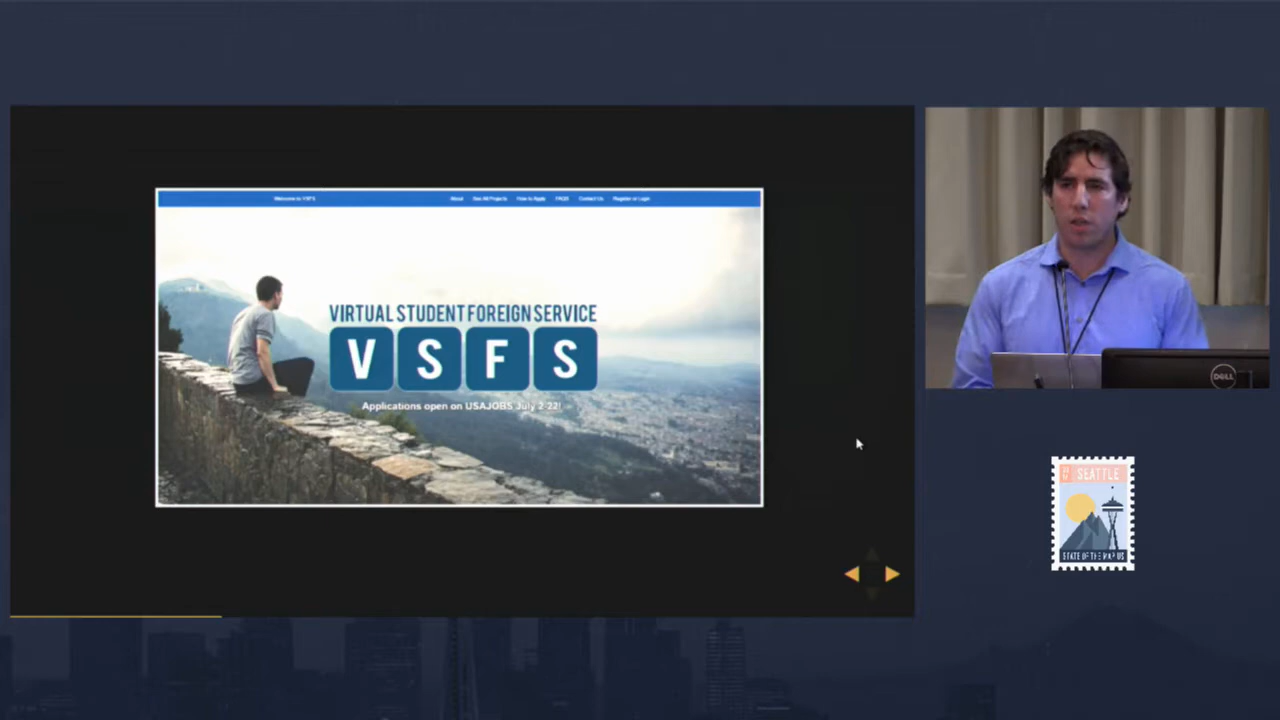 Welcome to VSFS
About
See All Projects
How to Apply
FAQS
Contact Us
Register or Login
VIRTUAL STUDENT FOREIGN SERVICE
VSFS
Applications open on USAJOBS July 2-22!
DELL
SEATTLE
STATE OF THE MAP US